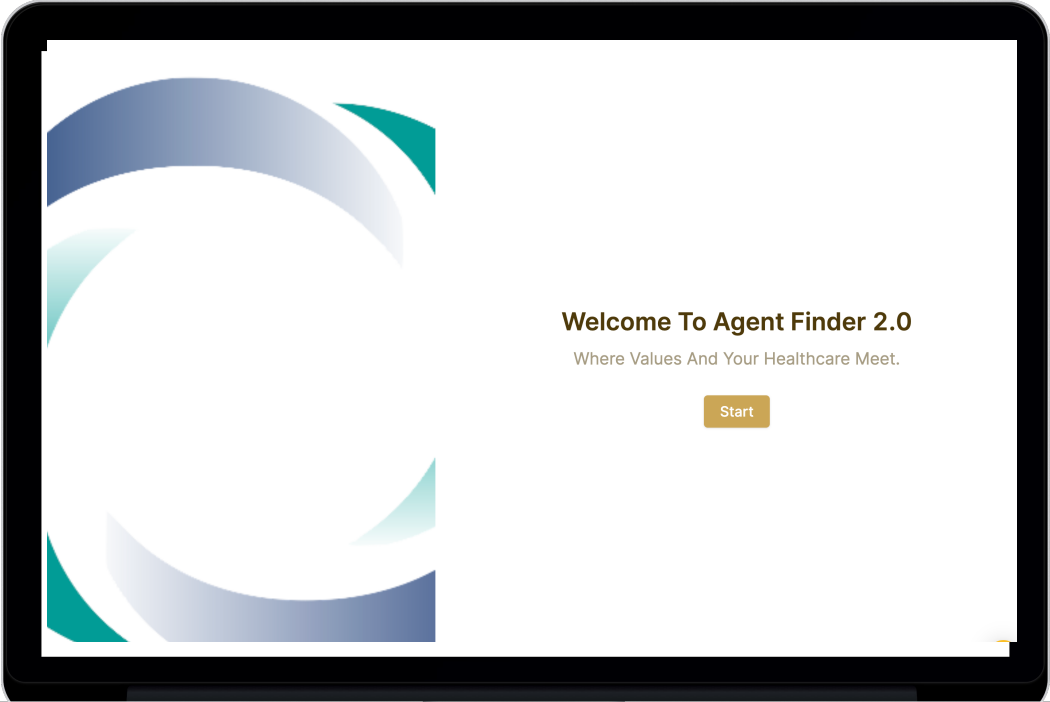 Welcome To Agent Finder 2.0
Where Values And Your Healthcare Meet.
Start